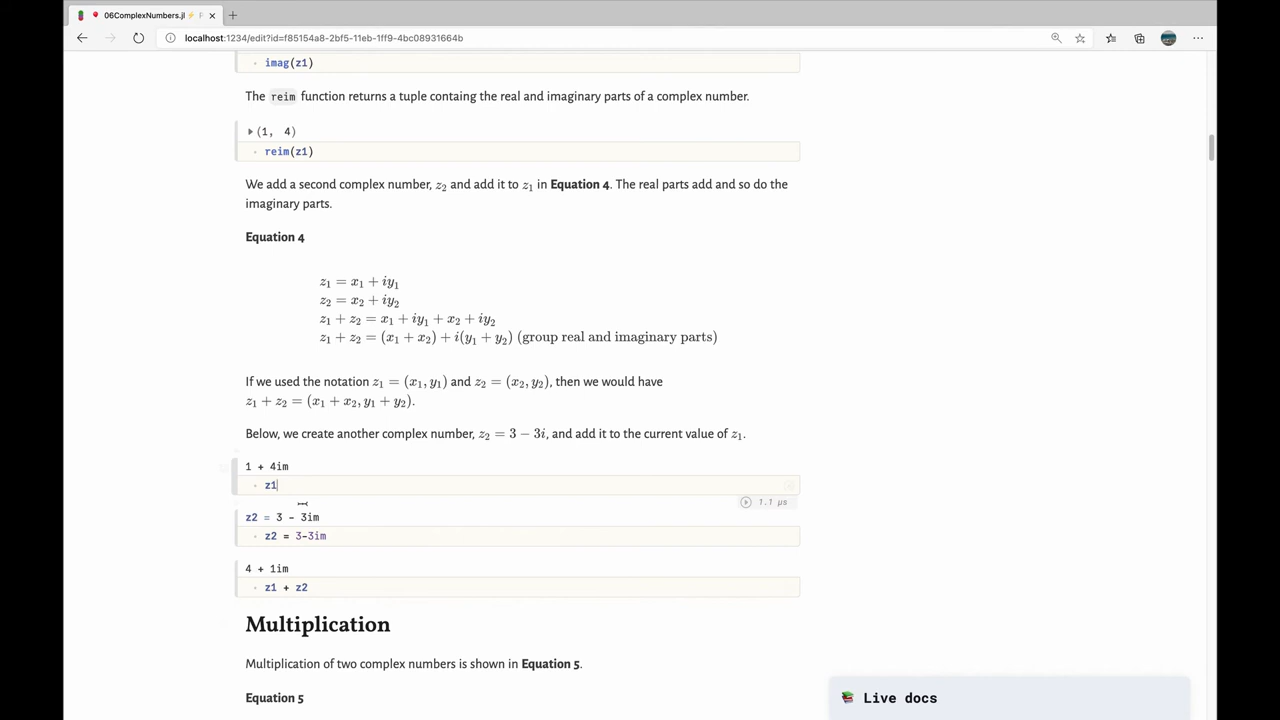 06ComplexNumbers.jl
localhost:1234/edit?id=f85154a8-2bf5-11eb-1ff9-4bc08931664b
imag(z1)
The reim function returns a tuple containg the real and imaginary parts of a complex number.
(1, 4)
reim(z1)
We add a second complex number, z₂ and add it to z₁ in Equation 4. The real parts add and so do the
imaginary parts.
Equation 4
z₁ = x₁ + iy₁
z₂ = x₂ + iy₂
z₁ + z₂ = x₁ + iy₁ + x₂ + iy₂
z₁ + z₂ = (x₁ + x₂) + i(y₁ + y₂) (group real and imaginary parts)
If we used the notation z₁ = (x₁, y₁) and z₂ = (x₂, y₂), then we would have
z₁ + z₂ = (x₁ + x₂, y₁ + y₂).
Below, we create another complex number, z₂ = 3 − 3i, and add it to the current value of z₁.
1 + 4im
z1
1.1 μs
z2 = 3 - 3im
z2 = 3-3im
4 + 1im
z1 + z2
Multiplication
Multiplication of two complex numbers is shown in Equation 5.
Equation 5
Live docs